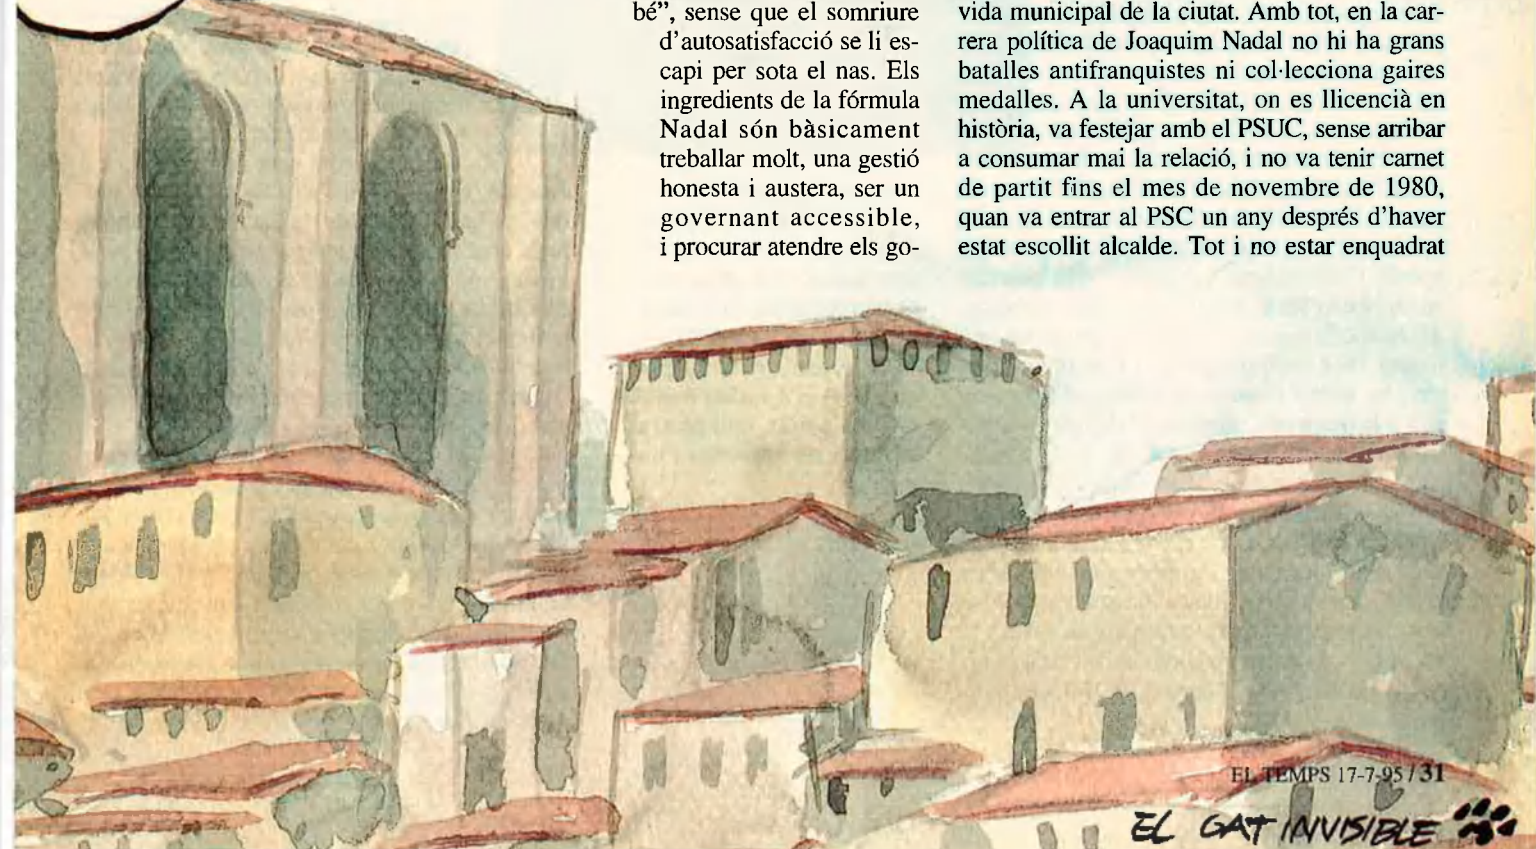 bé”, sense que el somriure
d’autosatisfacció se li es-
capi per sota el nas. Els
ingredients de la fórmula
Nadal són bàsicament
treballar molt, una gestió
honesta i austera, ser un
governant accessible,
i procurar atendre els go-
vida municipal de la ciutat. Amb tot, en la car-
rera política de Joaquim Nadal no hi ha grans
batalles antifranquistes ni col·lecciona gaires
medalles. A la universitat, on es llicencià en
història, va festejar amb el PSUC, sense arribar
a consumar mai la relació, i no va tenir carnet
de partit fins el mes de novembre de 1980,
quan va entrar al PSC un any després d’haver
estat escollit alcalde. Tot i no estar enquadrat
EL TEMPS 17-7-95 / 31
EL GAT INVISIBLE